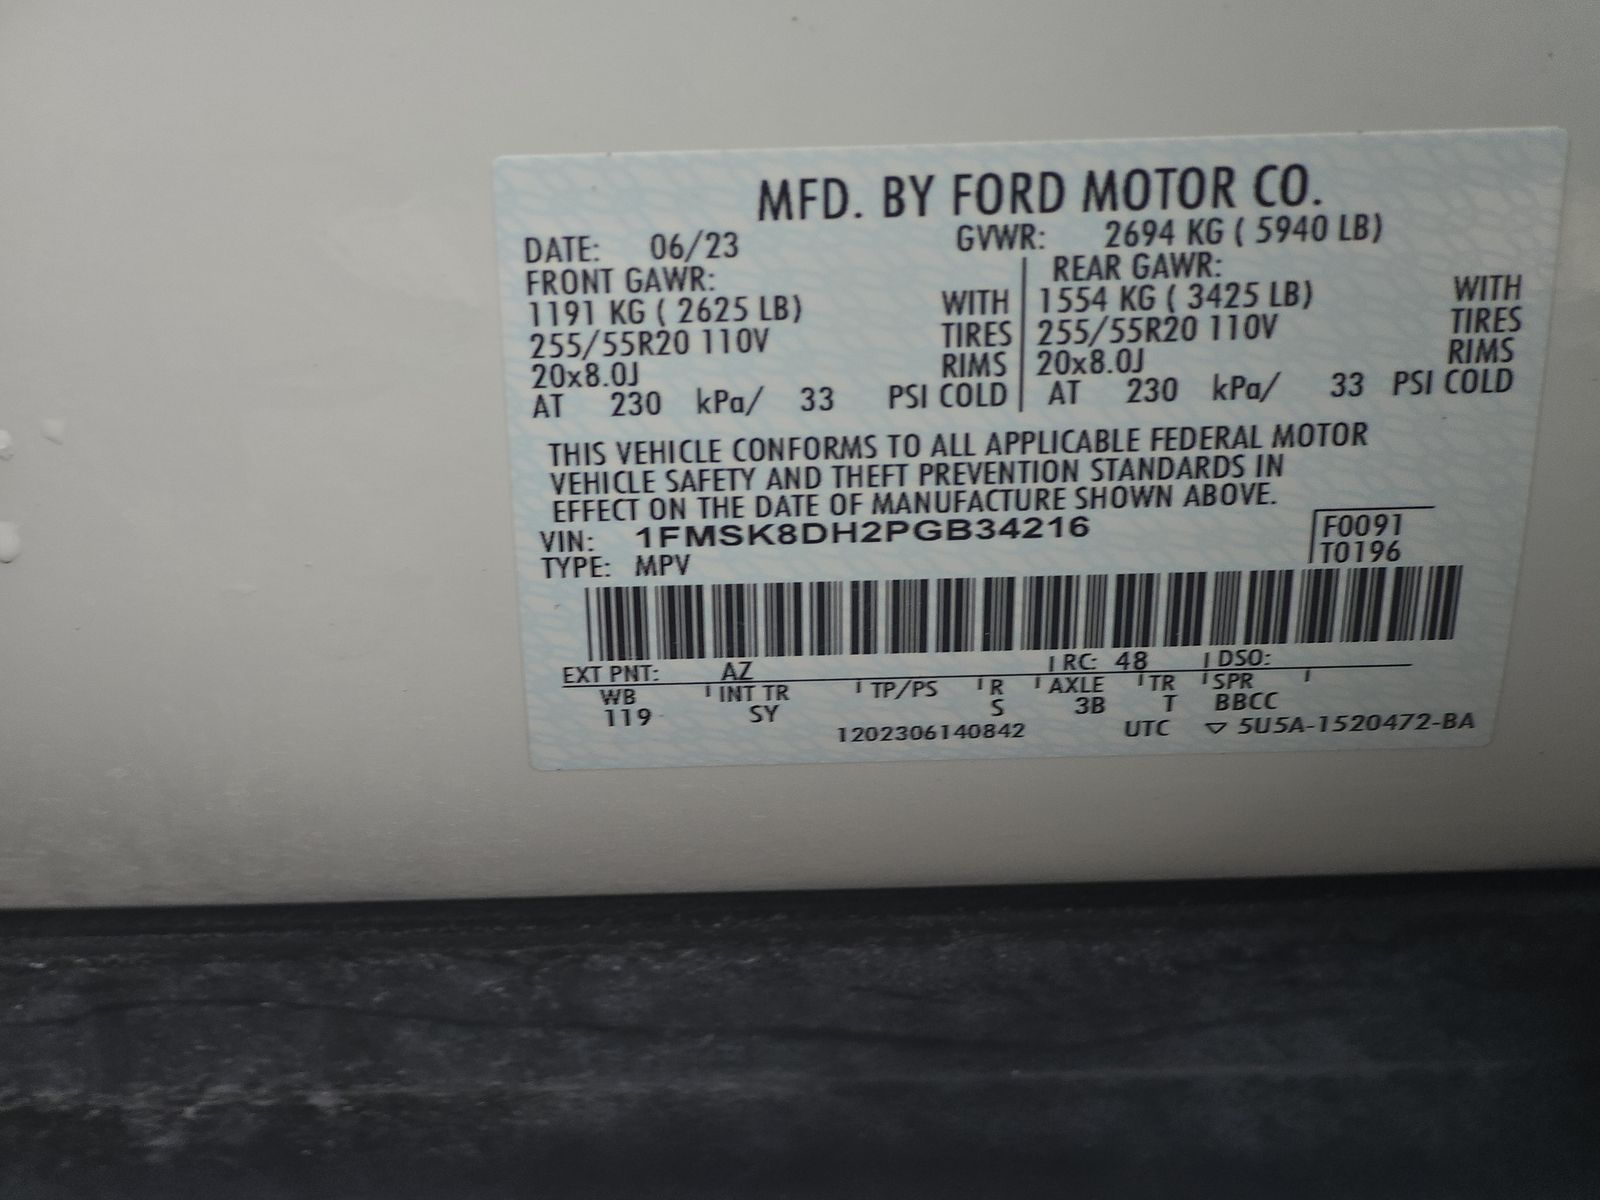 MFD. BY FORD MOTOR CO.
DATE: 06/23 GVWR: 2694 KG ( 5940 LB)
FRONT GAWR: REAR GAWR:
1191 KG ( 2625 LB) WITH 1554 KG ( 3425 LB) WITH
255/55R20 110V TIRES 255/55R20 110V TIRES
20x8.0J RIMS 20x8.0J RIMS
AT 230 kPa/ 33 PSI COLD AT 230 kPa/ 33 PSI COLD
THIS VEHICLE CONFORMS TO ALL APPLICABLE FEDERAL MOTOR
VEHICLE SAFETY AND THEFT PREVENTION STANDARDS IN
EFFECT ON THE DATE OF MANUFACTURE SHOWN ABOVE.
VIN: 1FMSK8DH2PGB34216 F0091
TYPE: MPV T0196
EXT PNT: AZ RC: 48 DSO:
WB INT TR TP/PS R AXLE TR SPR
119 SY S 3B T BBCC
1202306140842 UTC ▽ 5U5A-1520472-BA